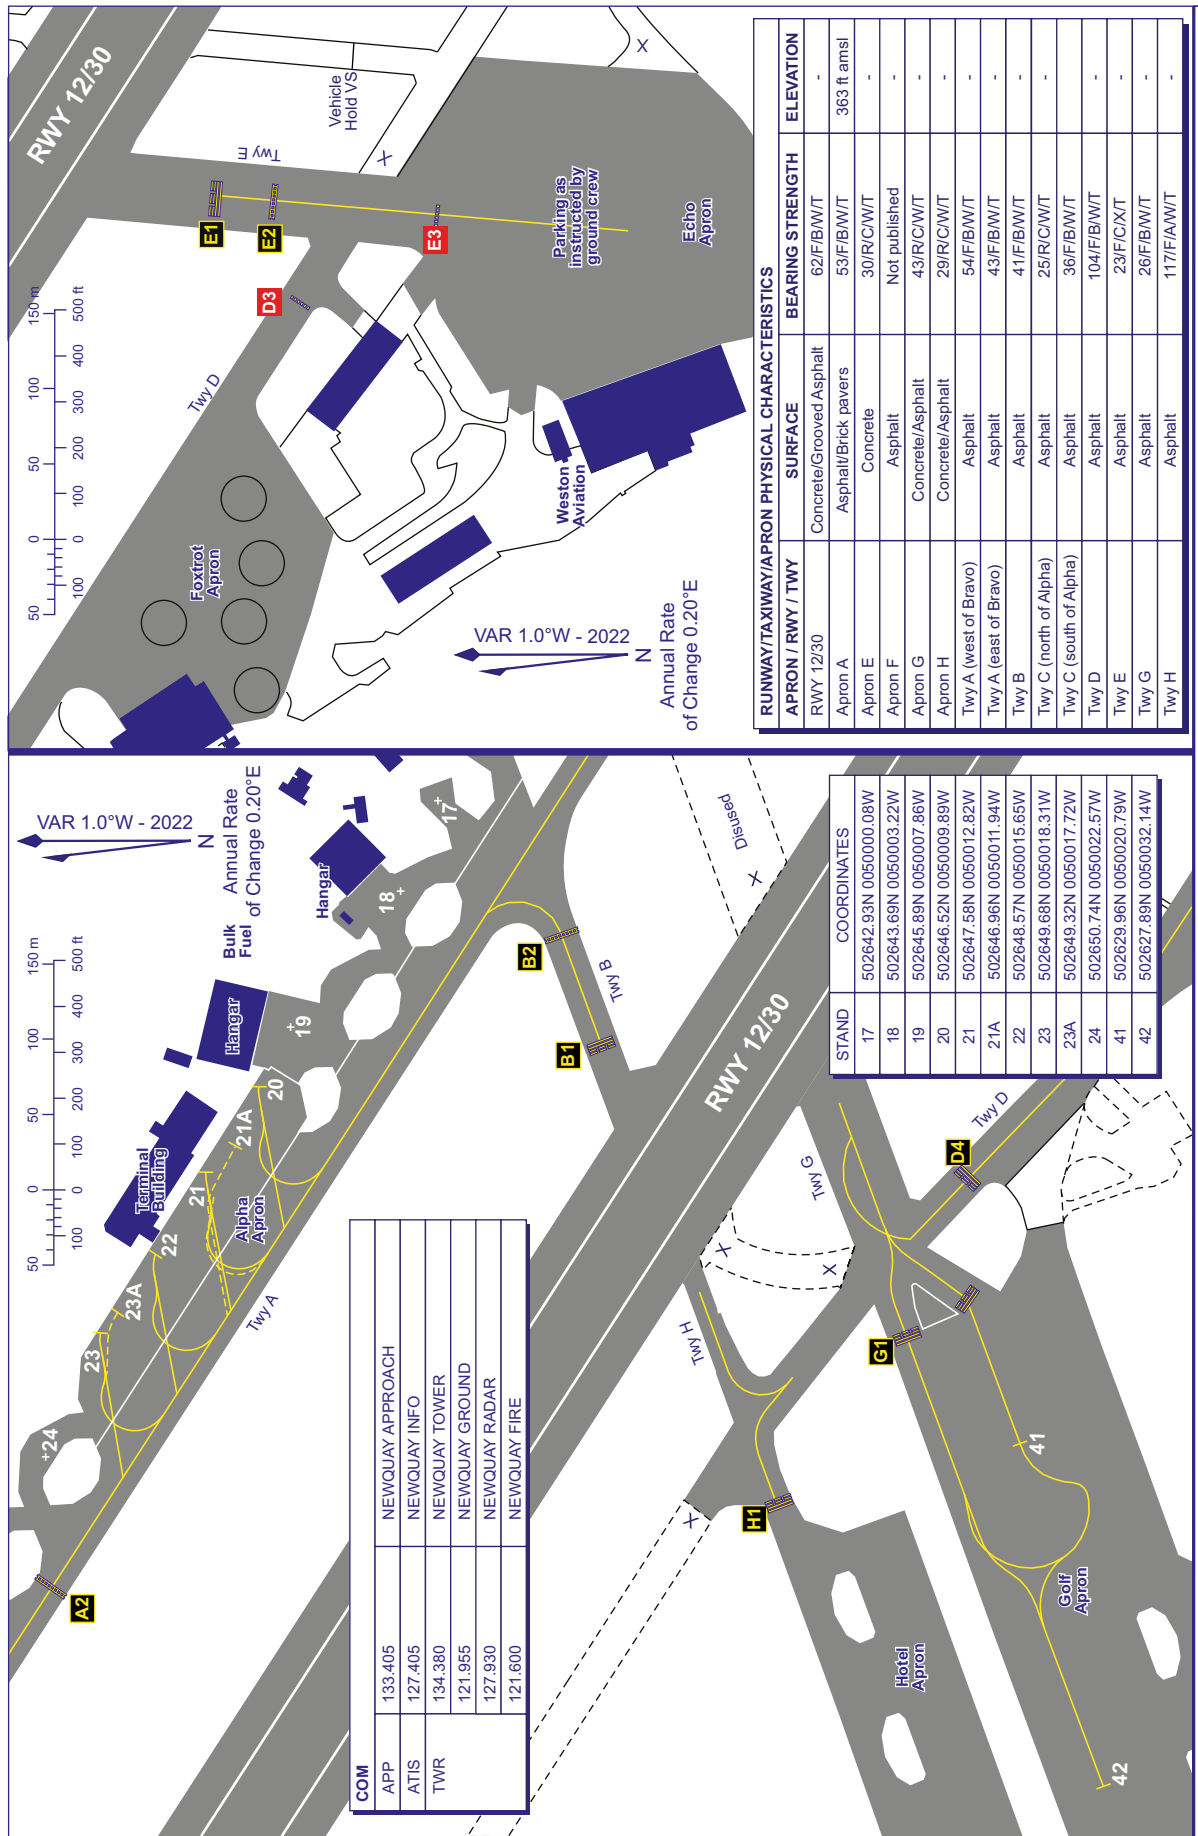 VAR 1.0°W - 2022
N
Annual Rate
of Change 0.20°E
50
0
50
100
150 m
100
0
100
200
300
400
500 ft
A2
24
23
23A
22
21
21A
20
19
18
17
Terminal
Building
Alpha
Apron
Hangar
Bulk
Fuel
Hangar
Twy A
B2
B1
Twy B
Disused
X
RWY 12/30
Twy G
Twy H
X
X
X
H1
G1
D4
Twy D
41
42
Golf
Apron
Hotel
Apron
COM
APP 133.405 NEWQUAY APPROACH
ATIS 127.405 NEWQUAY INFO
TWR 134.380 NEWQUAY TOWER
121.955 NEWQUAY GROUND
127.930 NEWQUAY RADAR
121.600 NEWQUAY FIRE
STAND COORDINATES
17 502642.93N 0050000.08W
18 502643.69N 0050003.22W
19 502645.89N 0050007.86W
20 502646.52N 0050009.89W
21 502647.58N 0050012.82W
21A 502646.96N 0050011.94W
22 502648.57N 0050015.65W
23 502649.68N 0050018.31W
23A 502649.32N 0050017.72W
24 502650.74N 0050022.57W
41 502629.96N 0050020.79W
42 502627.89N 0050032.14W
50
0
50
100
150 m
100
0
100
200
300
400
500 ft
RWY 12/30
Twy E
Vehicle
Hold VS
X
X
E1
E2
E3
D3
Twy D
Foxtrot
Apron
Parking as
instructed by
ground crew
Echo
Apron
Weston
Aviation
VAR 1.0°W - 2022
N
Annual Rate
of Change 0.20°E
RUNWAY/TAXIWAY/APRON PHYSICAL CHARACTERISTICS
APRON / RWY / TWY SURFACE BEARING STRENGTH ELEVATION
RWY 12/30 Concrete/Grooved Asphalt 62/F/B/W/T -
Apron A Asphalt/Brick pavers 53/F/B/W/T 363 ft amsl
Apron E Concrete 30/R/C/W/T -
Apron F Asphalt Not published -
Apron G Concrete/Asphalt 43/R/C/W/T -
Apron H Concrete/Asphalt 29/R/C/W/T -
Twy A (west of Bravo) Asphalt 54/F/B/W/T -
Twy A (east of Bravo) Asphalt 43/F/B/W/T -
Twy B Asphalt 41/F/B/W/T -
Twy C (north of Alpha) Asphalt 25/R/C/W/T -
Twy C (south of Alpha) Asphalt 36/F/B/W/T -
Twy D Asphalt 104/F/B/W/T -
Twy E Asphalt 23/F/C/X/T -
Twy G Asphalt 26/F/B/W/T -
Twy H Asphalt 117/F/A/W/T -